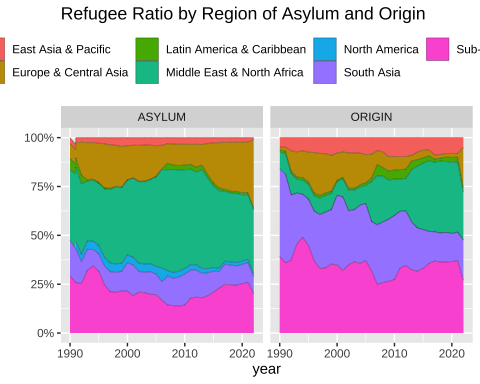 Refugee Ratio by Region of Asylum and Origin
East Asia & Pacific Latin America & Caribbean North America Sub-
Europe & Central Asia Middle East & North Africa South Asia
ASYLUM ORIGIN
100%
75%
50%
25%
0%
1990 2000 2010 2020 1990 2000 2010 2020
year